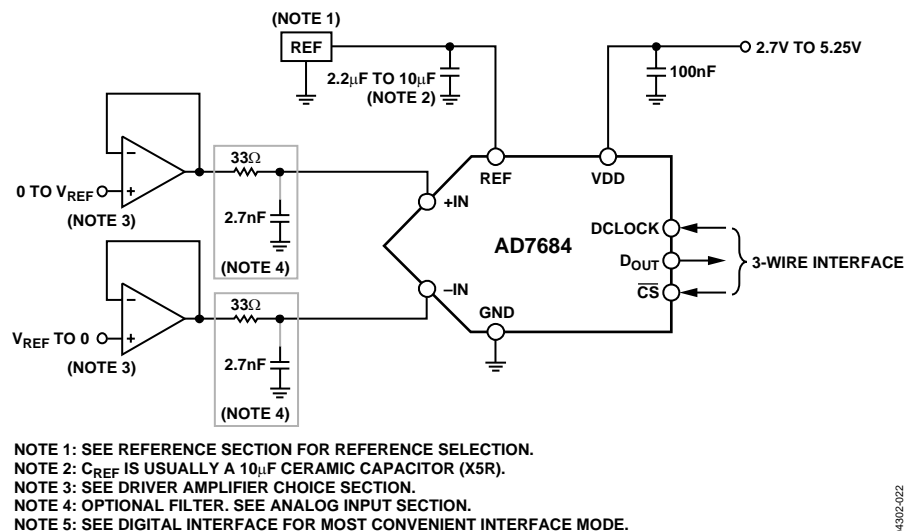 (NOTE 1)
REF
2.2μF TO 10μF
(NOTE 2)
2.7V TO 5.25V
100nF
33Ω
REF
VDD
−
0 TO VREF
+
(NOTE 3)
2.7nF
(NOTE 4)
+IN
AD7684
DCLOCK
DOUT
CS
3-WIRE INTERFACE
−IN
GND
33Ω
−
VREF TO 0
+
(NOTE 3)
2.7nF
(NOTE 4)
NOTE 1: SEE REFERENCE SECTION FOR REFERENCE SELECTION.
NOTE 2: CREF IS USUALLY A 10μF CERAMIC CAPACITOR (X5R).
NOTE 3: SEE DRIVER AMPLIFIER CHOICE SECTION.
NOTE 4: OPTIONAL FILTER. SEE ANALOG INPUT SECTION.
NOTE 5: SEE DIGITAL INTERFACE FOR MOST CONVENIENT INTERFACE MODE.
04302-022